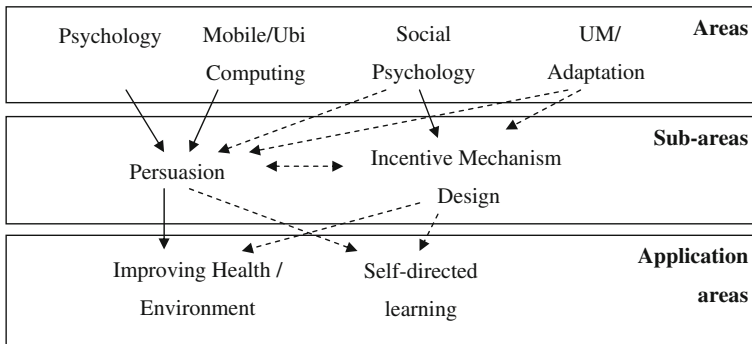 Psychology Mobile/Ubi Social UM/ Areas
Computing Psychology Adaptation
Persuasion Incentive Mechanism Sub-areas
Design
Improving Health / Self-directed Application
Environment learning areas